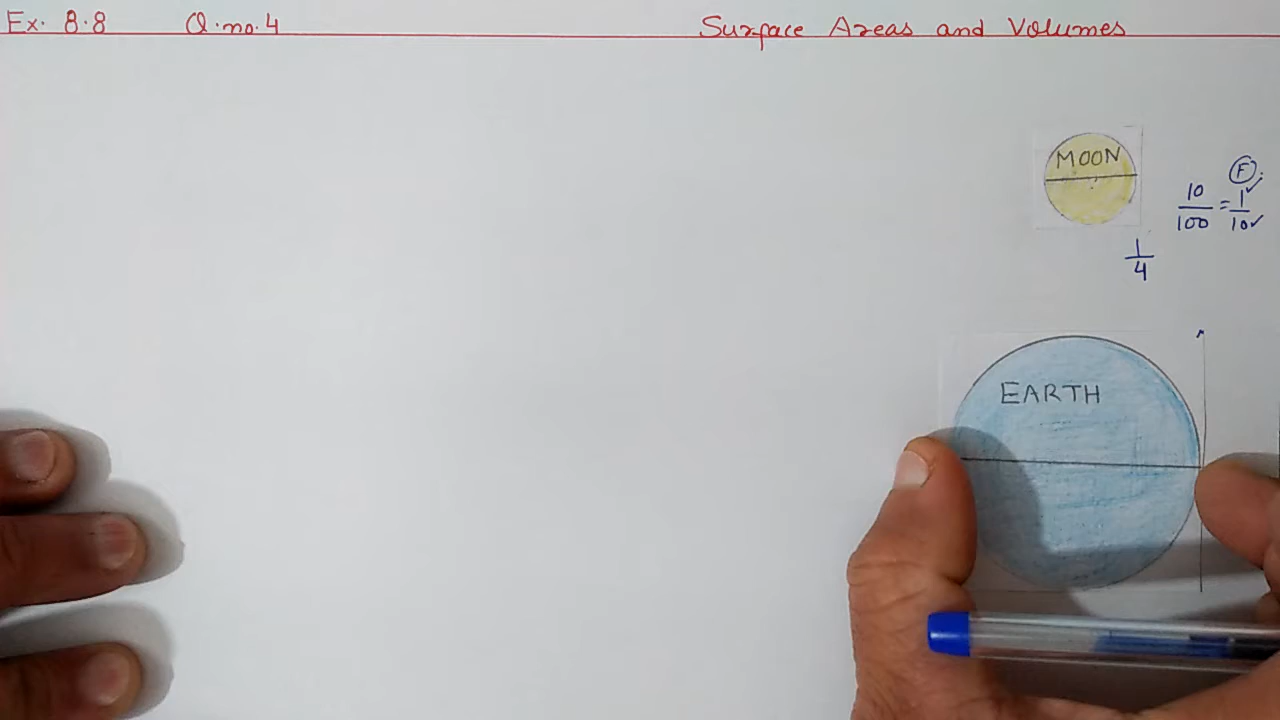 Ex. 8.8 Q.no.4 Surface Areas and Volumes
MOON
F
10/100 = 1/10
1/4
EARTH